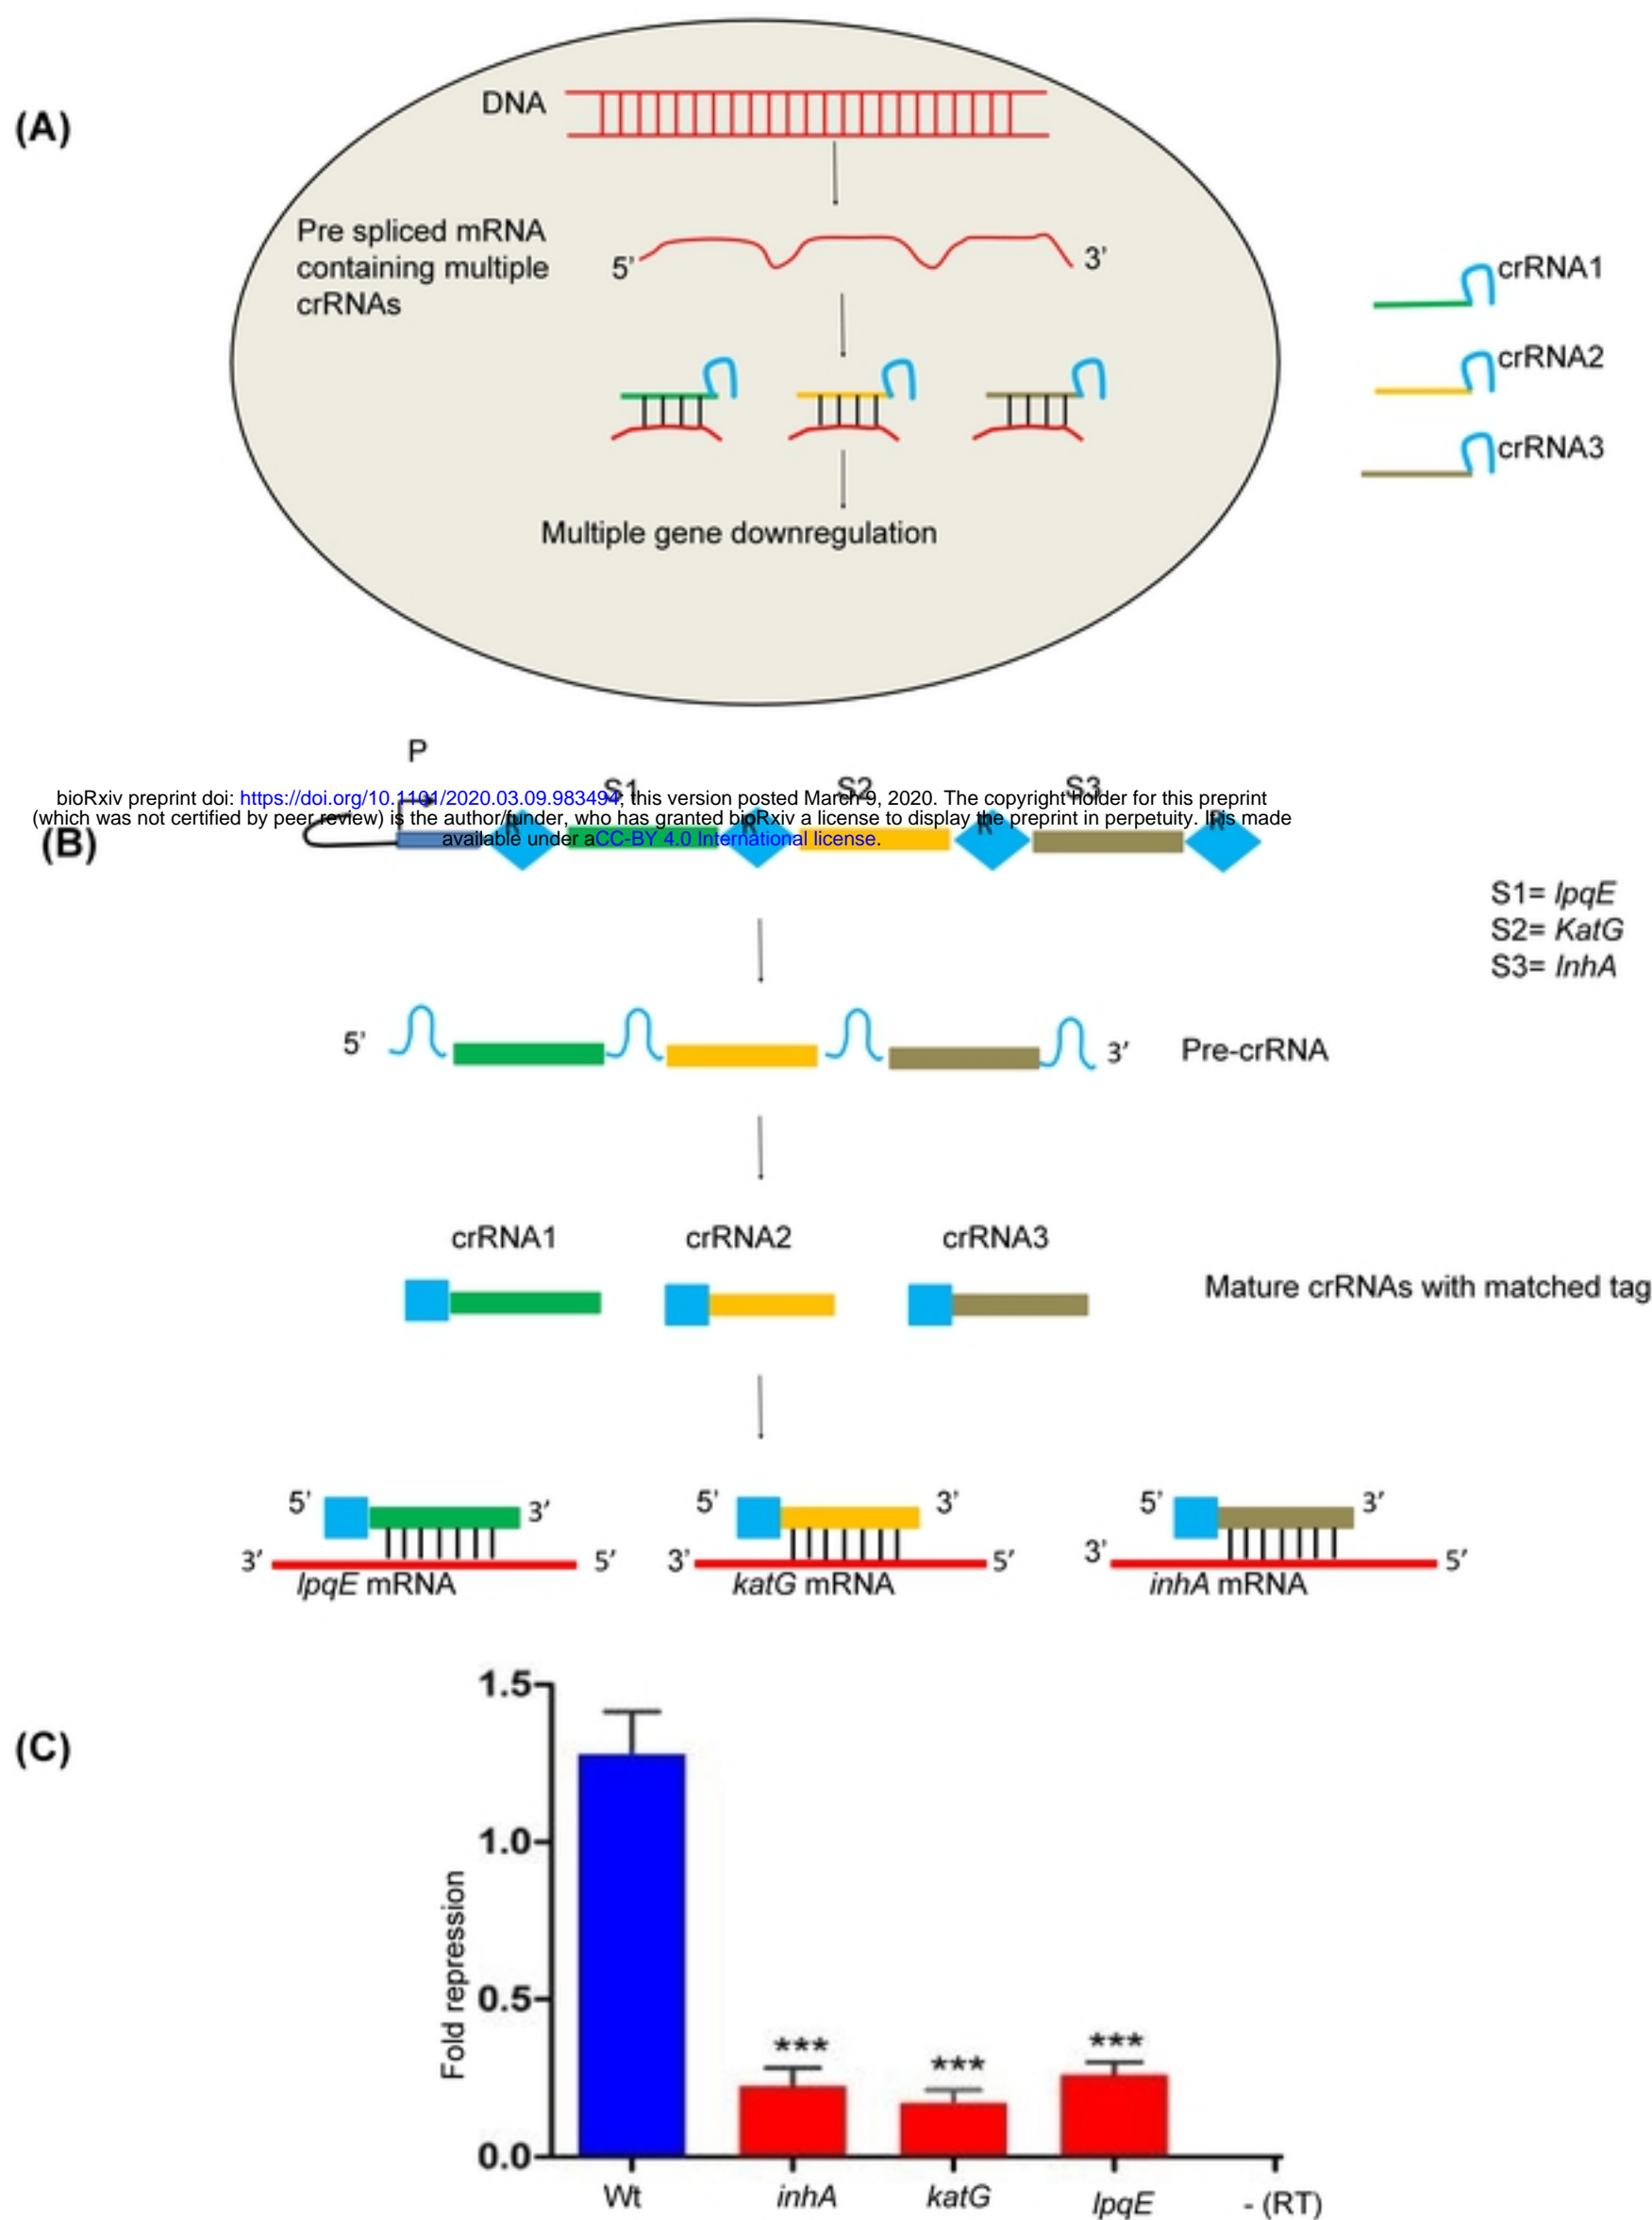 (A)
DNA
Pre spliced mRNA
containing multiple
crRNAs
5’
3’
crRNA1
crRNA2
crRNA3
Multiple gene downregulation
P
S1
S2
S3
bioRxiv preprint doi: https://doi.org/10.1101/2020.03.09.983494; this version posted March 9, 2020. The copyright holder for this preprint
(which was not certified by peer review) is the author/funder, who has granted bioRxiv a license to display the preprint in perpetuity. It is made
available under aCC-BY 4.0 International license.
(B)
R
R
R
R
S1= lpqE
S2= KatG
S3= InhA
5’
3’
Pre-crRNA
crRNA1
crRNA2
crRNA3
Mature crRNAs with matched tag
5’
3’
5’
3’
5’
3’
3’
5’
3’
5’
3’
5’
lpqE mRNA
katG mRNA
inhA mRNA
(C)
Fold repression
1.5
1.0
0.5
0.0
***
***
***
Wt
inhA
katG
lpqE
- (RT)